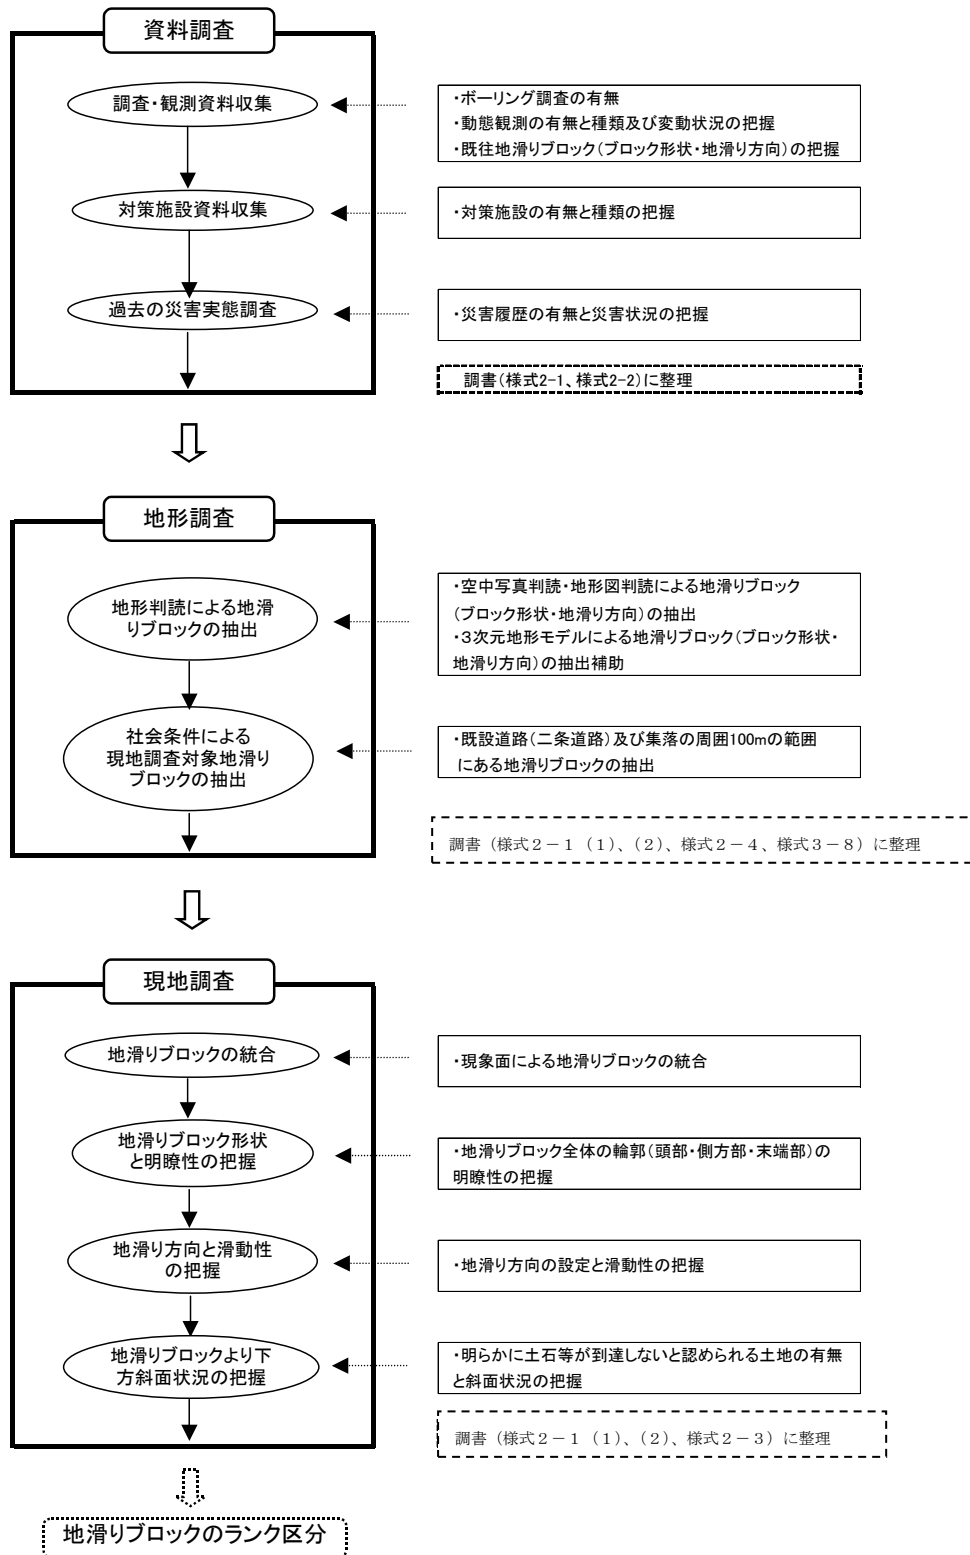 資料調査
調査・観測資料収集
・ボーリング調査の有無
・動態観測の有無と種類及び変動状況の把握
・既往地滑りブロック(ブロック形状・地滑り方向)の把握
対策施設資料収集
・対策施設の有無と種類の把握
過去の災害実態調査
・災害履歴の有無と災害状況の把握
調書(様式2-1、様式2-2)に整理
地形調査
地形判読による地滑
りブロックの抽出
・空中写真判読・地形図判読による地滑りブロック
(ブロック形状・地滑り方向)の抽出
・3次元地形モデルによる地滑りブロック(ブロック形状・
地滑り方向)の抽出補助
社会条件による
現地調査対象地滑り
ブロックの抽出
・既設道路(二条道路)及び集落の周囲100mの範囲
にある地滑りブロックの抽出
調書(様式2-1(1)、(2)、様式2-4、様式3-8)に整理
現地調査
地滑りブロックの統合
・現象面による地滑りブロックの統合
地滑りブロック形状
と明瞭性の把握
・地滑りブロック全体の輪郭(頭部・側方部・末端部)の
明瞭性の把握
地滑り方向と滑動性
の把握
・地滑り方向の設定と滑動性の把握
地滑りブロックより下
方斜面状況の把握
・明らかに土石等が到達しないと認められる土地の有無
と斜面状況の把握
調書(様式2-1(1)、(2)、様式2-3)に整理
地滑りブロックのランク区分